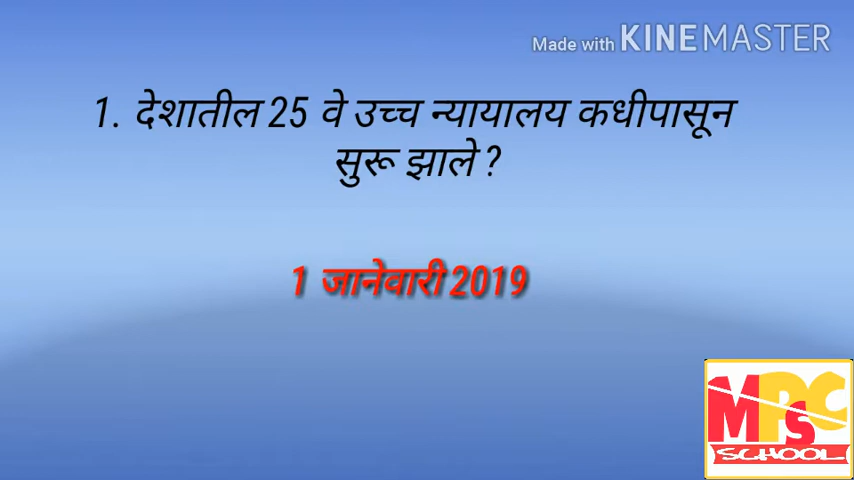 Made with KINEMASTER
1. देशातील 25 वे उच्च न्यायालय कधीपासून
सुरू झाले ?
1 जानेवारी 2019
MPSC
SCHOOL